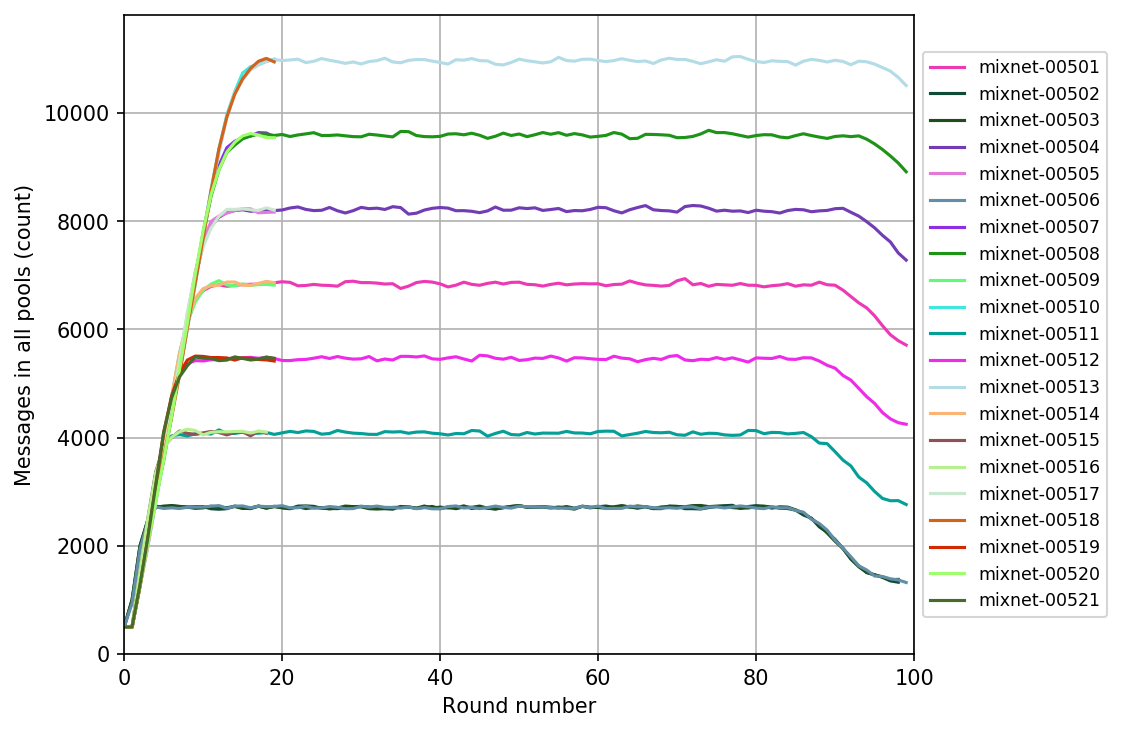 Messages in all pools (count)
10000
8000
6000
4000
2000
0
0 20 40 60 80 100
Round number
mixnet-00501
mixnet-00502
mixnet-00503
mixnet-00504
mixnet-00505
mixnet-00506
mixnet-00507
mixnet-00508
mixnet-00509
mixnet-00510
mixnet-00511
mixnet-00512
mixnet-00513
mixnet-00514
mixnet-00515
mixnet-00516
mixnet-00517
mixnet-00518
mixnet-00519
mixnet-00520
mixnet-00521